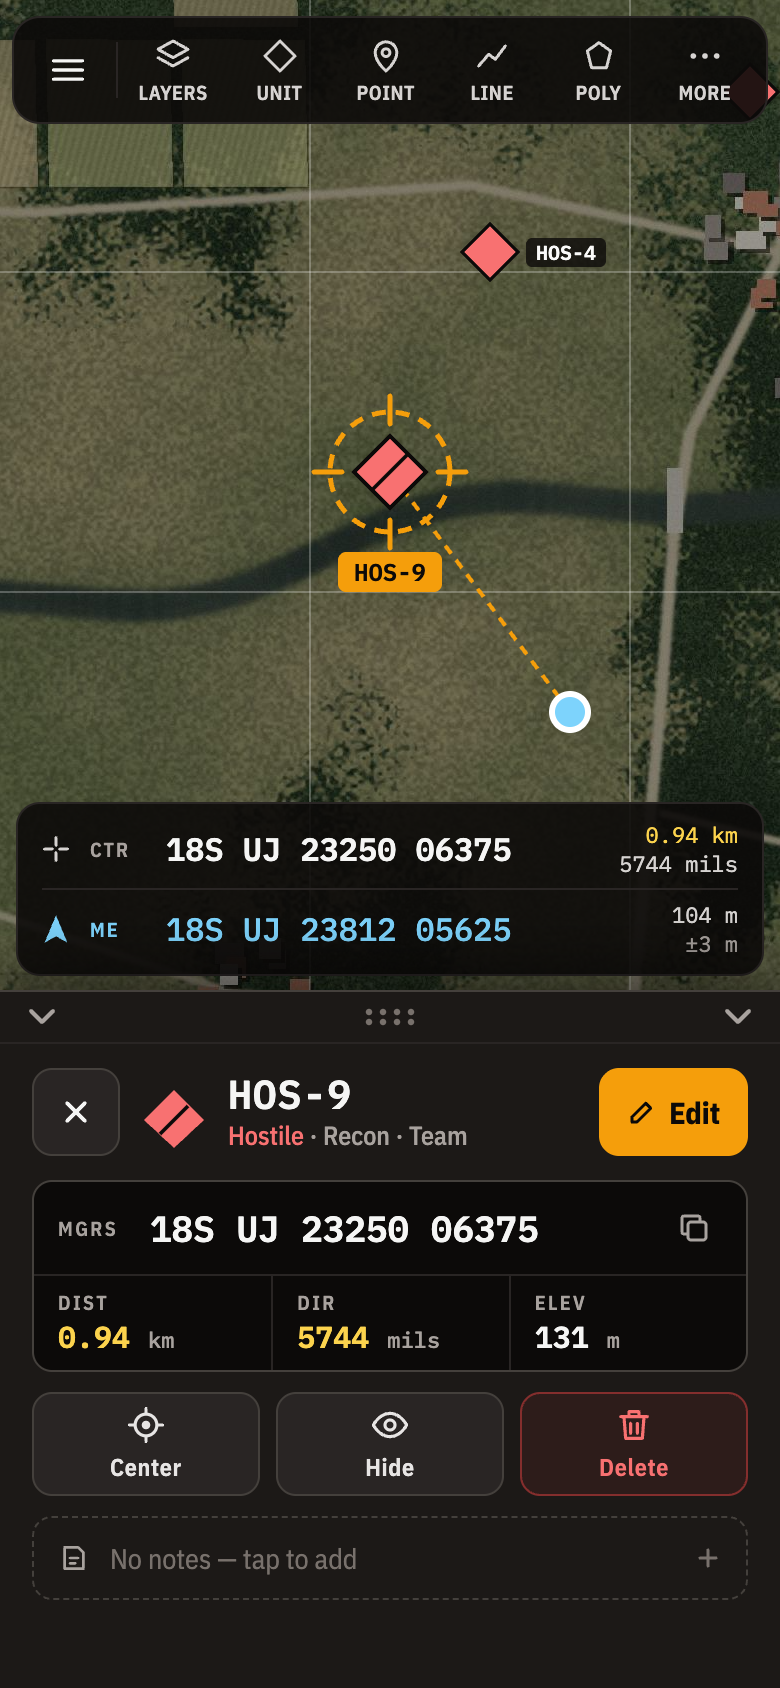 LAYERS UNIT POINT LINE POLY MORE
HOS-4
HOS-9
CTR 18S UJ 23250 06375 0.94 km
5744 mils
ME 18S UJ 23812 05625 104 m
±3 m
HOS-9
Hostile · Recon · Team
Edit
MGRS 18S UJ 23250 06375
DIST DIR ELEV
0.94 km 5744 mils 131 m
Center Hide Delete
No notes — tap to add